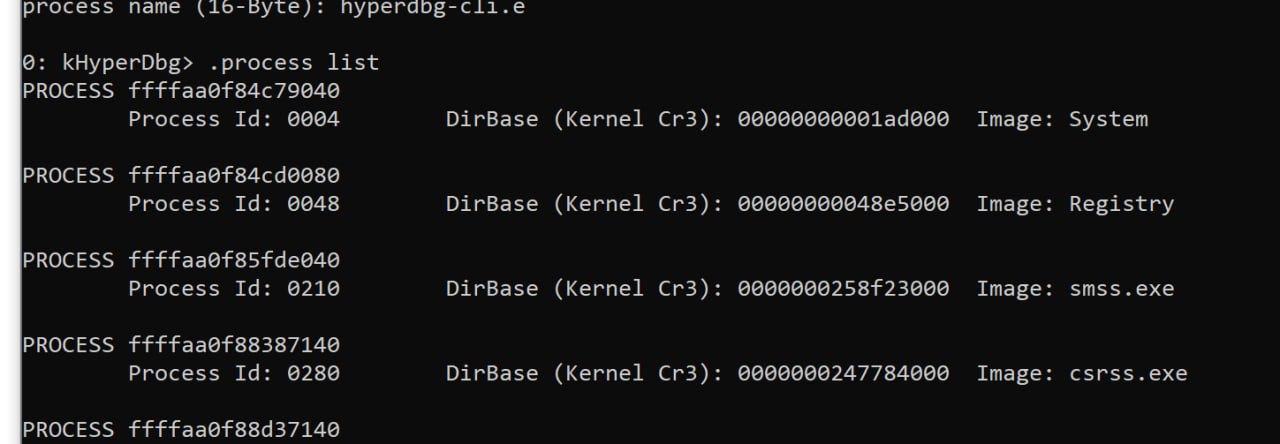 process name (16-Byte): hyperdbg-cli.e
0: kHyperDbg> .process list
PROCESS ffffaa0f84c79040
Process Id: 0004 DirBase (Kernel Cr3): 00000000001ad000 Image: System
PROCESS ffffaa0f84cd0080
Process Id: 0048 DirBase (Kernel Cr3): 00000000048e5000 Image: Registry
PROCESS ffffaa0f85fde040
Process Id: 0210 DirBase (Kernel Cr3): 0000000258f23000 Image: smss.exe
PROCESS ffffaa0f88387140
Process Id: 0280 DirBase (Kernel Cr3): 0000000247784000 Image: csrss.exe
PROCESS ffffaa0f88d37140